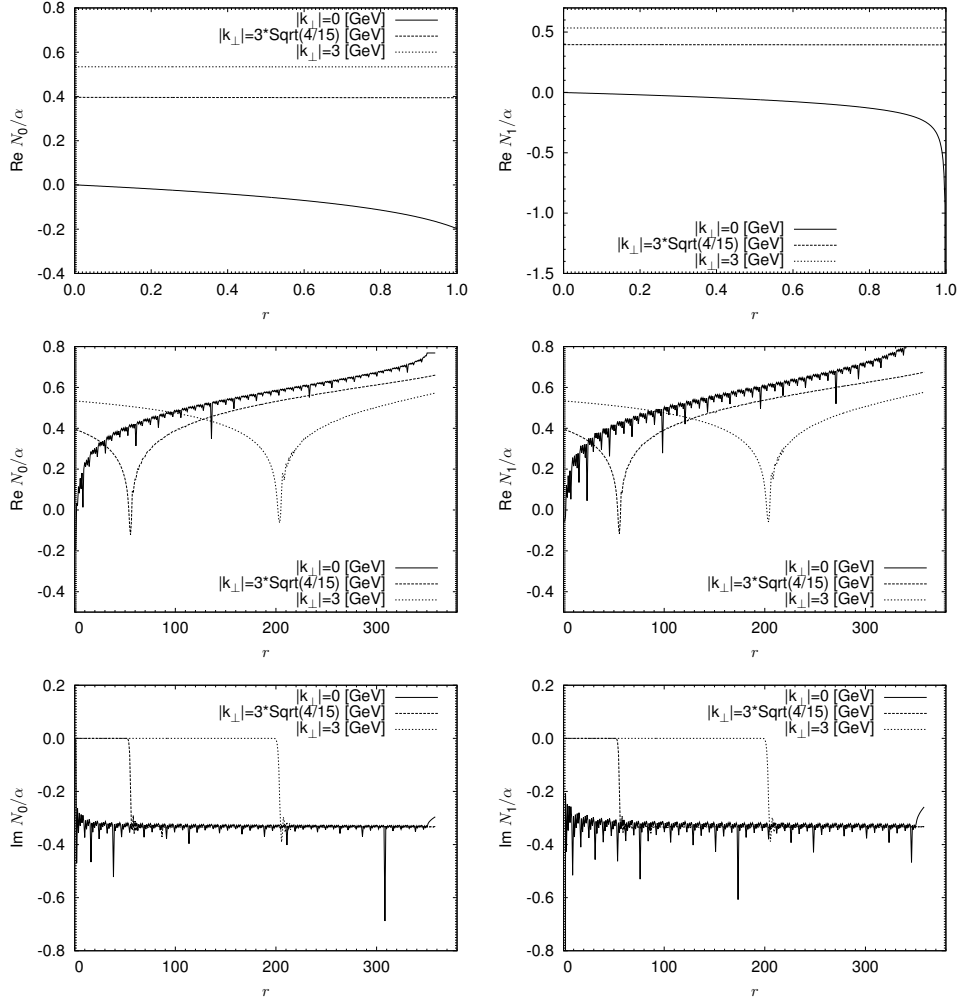 0.8
0.6
0.4
0.2
0.0
-0.2
-0.4
Re N₀/α
|k⊥|=0 [GeV]
|k⊥|=3*Sqrt(4/15) [GeV]
|k⊥|=3 [GeV]
0.0 0.2 0.4 0.6 0.8 1.0
r
0.5
0.0
-0.5
-1.0
-1.5
Re N₁/α
|k⊥|=0 [GeV]
|k⊥|=3*Sqrt(4/15) [GeV]
|k⊥|=3 [GeV]
0.0 0.2 0.4 0.6 0.8 1.0
r
0.8
0.6
0.4
0.2
0.0
-0.2
-0.4
Re N₀/α
|k⊥|=0 [GeV]
|k⊥|=3*Sqrt(4/15) [GeV]
|k⊥|=3 [GeV]
0 100 200 300
r
0.8
0.6
0.4
0.2
0.0
-0.2
-0.4
Re N₁/α
|k⊥|=0 [GeV]
|k⊥|=3*Sqrt(4/15) [GeV]
|k⊥|=3 [GeV]
0 100 200 300
r
0.2
0.0
-0.2
-0.4
-0.6
-0.8
Im N₀/α
|k⊥|=0 [GeV]
|k⊥|=3*Sqrt(4/15) [GeV]
|k⊥|=3 [GeV]
0 100 200 300
r
0.2
0.0
-0.2
-0.4
-0.6
-0.8
Im N₁/α
|k⊥|=0 [GeV]
|k⊥|=3*Sqrt(4/15) [GeV]
|k⊥|=3 [GeV]
0 100 200 300
r